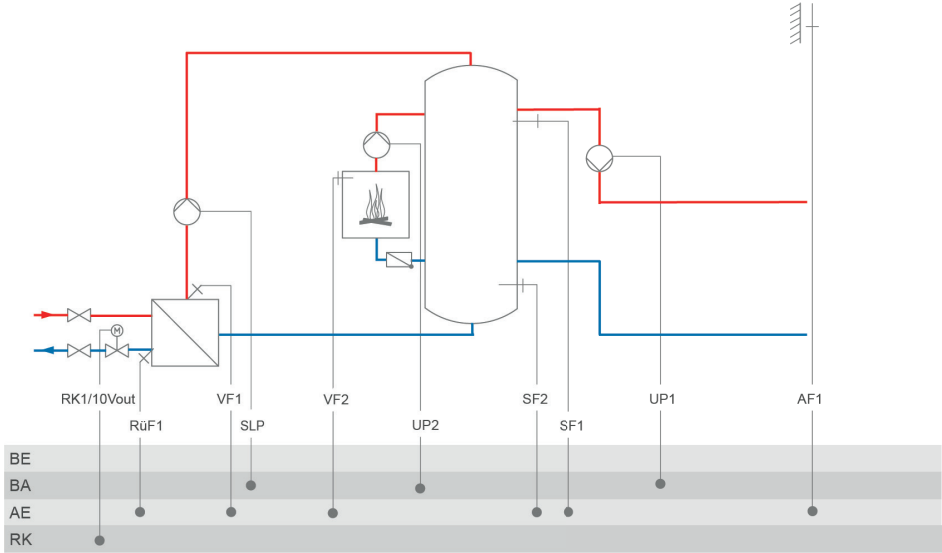 M
RK1/10Vout VF1 VF2 SF2 UP1 AF1
RüF1 SLP UP2 SF1
BE
BA
AE
RK